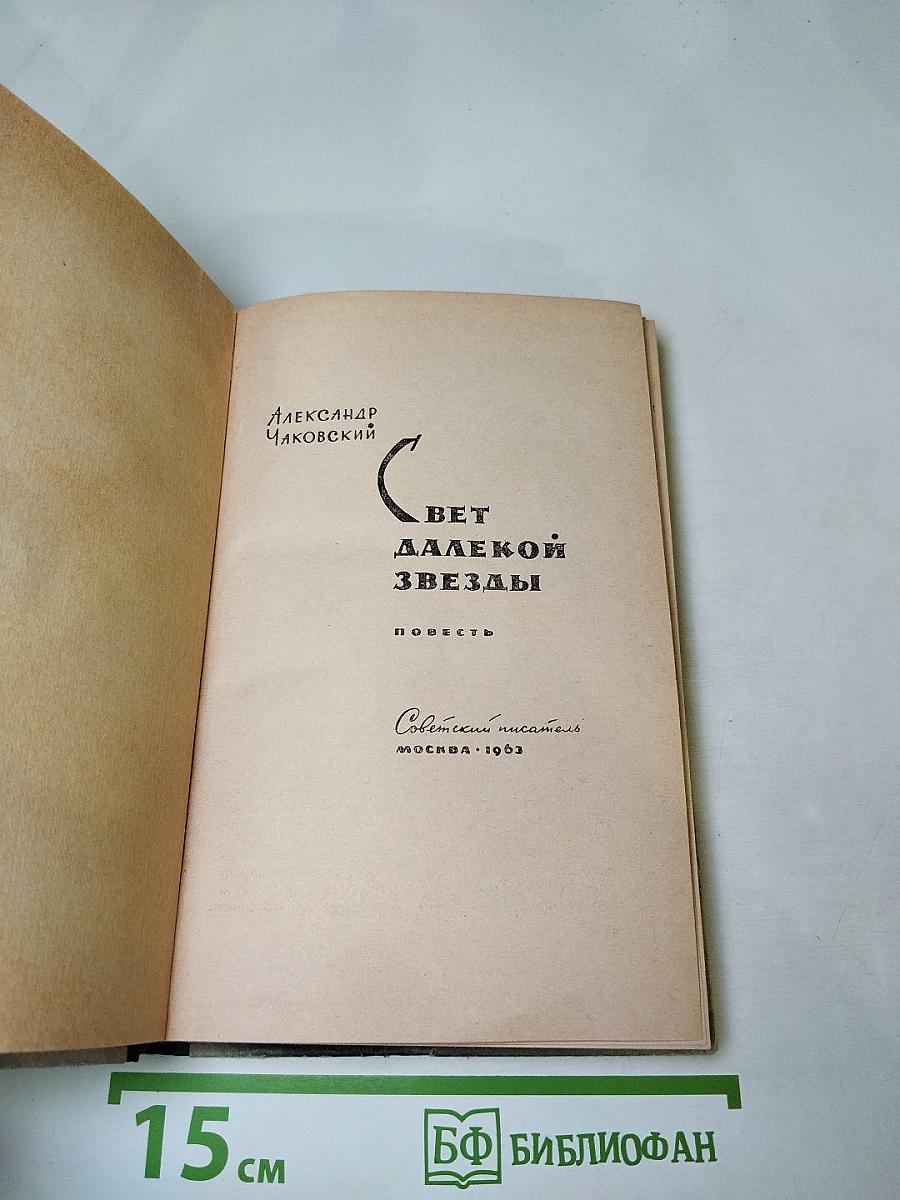 Александр
Чаковский
Свет
далекой
звезды
повесть
Советский писатель
Москва · 1963
15 см
БФ БИБЛИОФАН